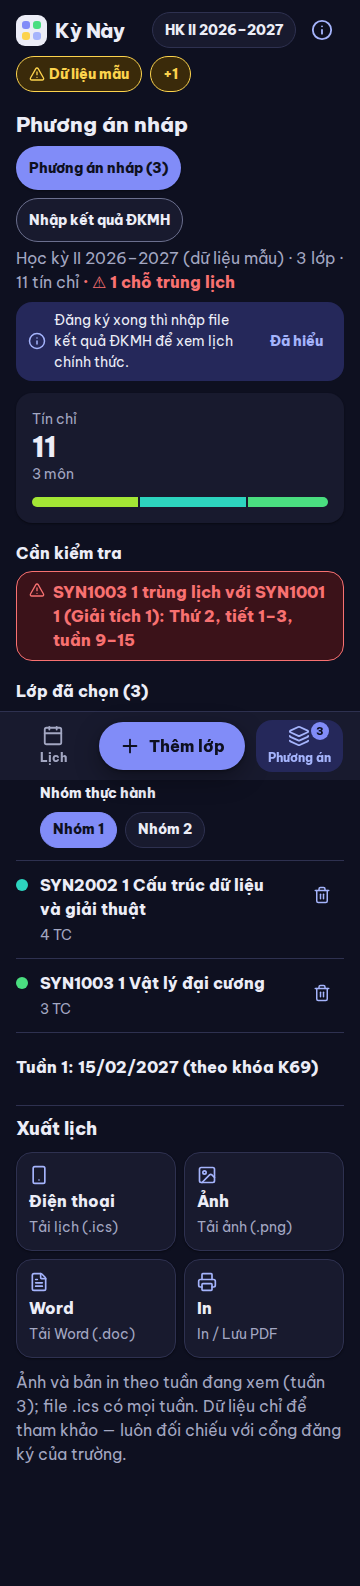 Kỳ Này
HK II 2026–2027
Dữ liệu mẫu
+1
Phương án nháp
Phương án nháp (3)
Nhập kết quả ĐKMH
Học kỳ II 2026–2027 (dữ liệu mẫu) · 3 lớp ·
11 tín chỉ · ⚠ 1 chỗ trùng lịch
Đăng ký xong thì nhập file
kết quả ĐKMH để xem lịch
chính thức.
Đã hiểu
Tín chỉ
11
3 môn
Cần kiểm tra
SYN1003 1 trùng lịch với SYN1001
1 (Giải tích 1): Thứ 2, tiết 1–3,
tuần 9–15
Lớp đã chọn (3)
Lịch
Thêm lớp
3
Phương án
Nhóm thực hành
Nhóm 1
Nhóm 2
SYN2002 1 Cấu trúc dữ liệu
và giải thuật
4 TC
SYN1003 1 Vật lý đại cương
3 TC
Tuần 1: 15/02/2027 (theo khóa K69)
Xuất lịch
Điện thoại
Tải lịch (.ics)
Ảnh
Tải ảnh (.png)
Word
Tải Word (.doc)
In
In / Lưu PDF
Ảnh và bản in theo tuần đang xem (tuần
3); file .ics có mọi tuần. Dữ liệu chỉ để
tham khảo — luôn đối chiếu với cổng đăng
ký của trường.